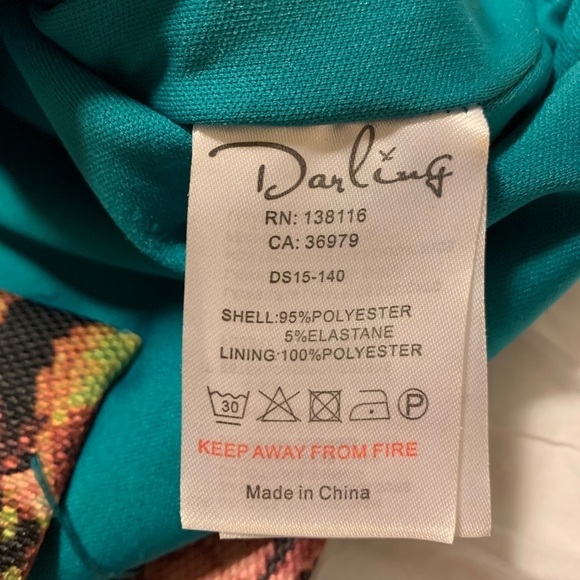 Darling
RN: 138116
CA: 36979
DS15-140
SHELL:95%POLYESTER
5%ELASTANE
LINING:100%POLYESTER
30 P
KEEP AWAY FROM FIRE
Made in China